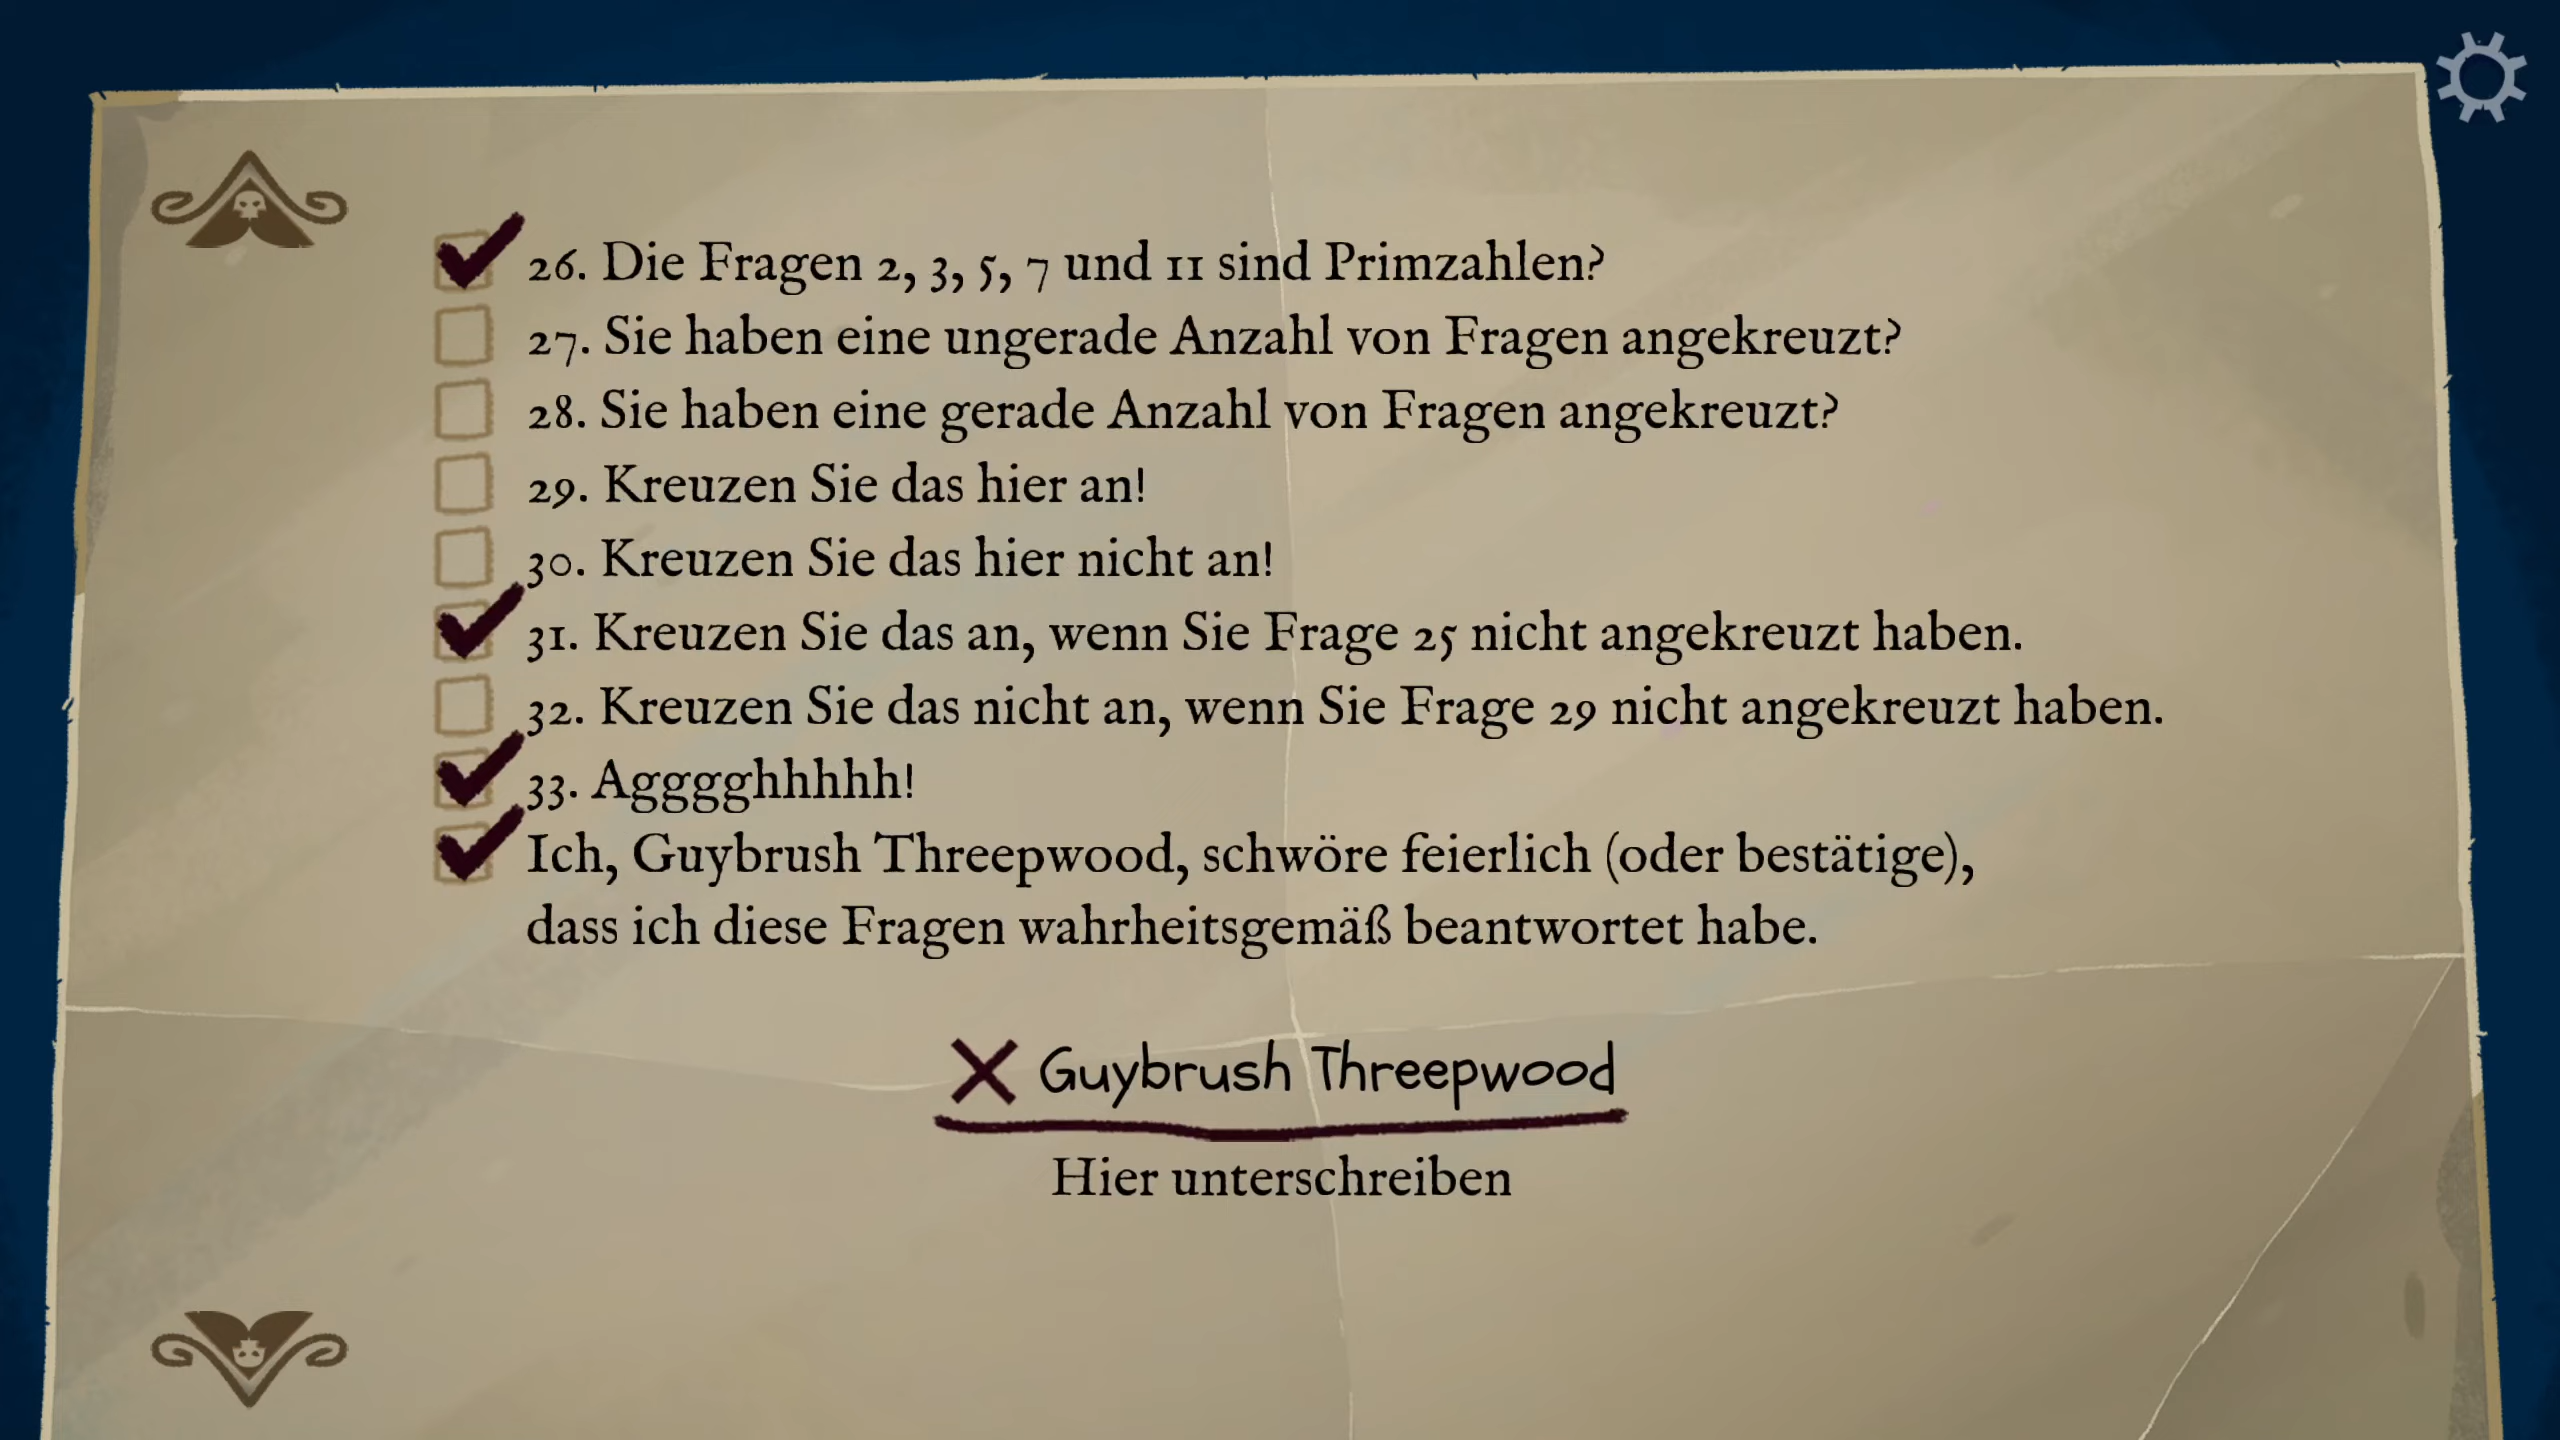 26. Die Fragen 2, 3, 5, 7 und 11 sind Primzahlen?
27. Sie haben eine ungerade Anzahl von Fragen angekreuzt?
28. Sie haben eine gerade Anzahl von Fragen angekreuzt?
29. Kreuzen Sie das hier an!
30. Kreuzen Sie das hier nicht an!
31. Kreuzen Sie das an, wenn Sie Frage 25 nicht angekreuzt haben.
32. Kreuzen Sie das nicht an, wenn Sie Frage 29 nicht angekreuzt haben.
33. Agggghhhhh!
Ich, Guybrush Threepwood, schwöre feierlich (oder bestätige),
dass ich diese Fragen wahrheitsgemäß beantwortet habe.
Guybrush Threepwood
Hier unterschreiben